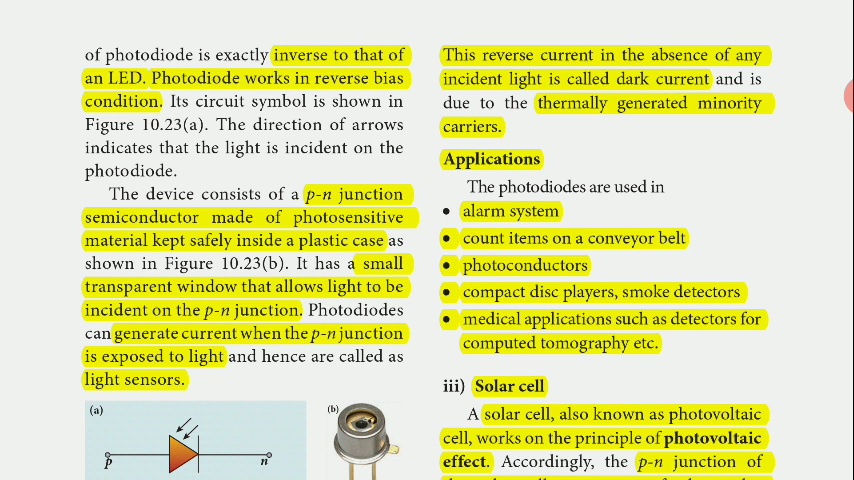 of photodiode is exactly inverse to that of
an LED. Photodiode works in reverse bias
condition. Its circuit symbol is shown in
Figure 10.23(a). The direction of arrows
indicates that the light is incident on the
photodiode.
The device consists of a p-n junction
semiconductor made of photosensitive
material kept safely inside a plastic case as
shown in Figure 10.23(b). It has a small
transparent window that allows light to be
incident on the p-n junction. Photodiodes
can generate current when the p-n junction
is exposed to light and hence are called as
light sensors.
(a)
(b)
p
n
This reverse current in the absence of any
incident light is called dark current and is
due to the thermally generated minority
carriers.
Applications
The photodiodes are used in
• alarm system
• count items on a conveyor belt
• photoconductors
• compact disc players, smoke detectors
• medical applications such as detectors for
computed tomography etc.
iii) Solar cell
A solar cell, also known as photovoltaic
cell, works on the principle of photovoltaic
effect. Accordingly, the p-n junction of